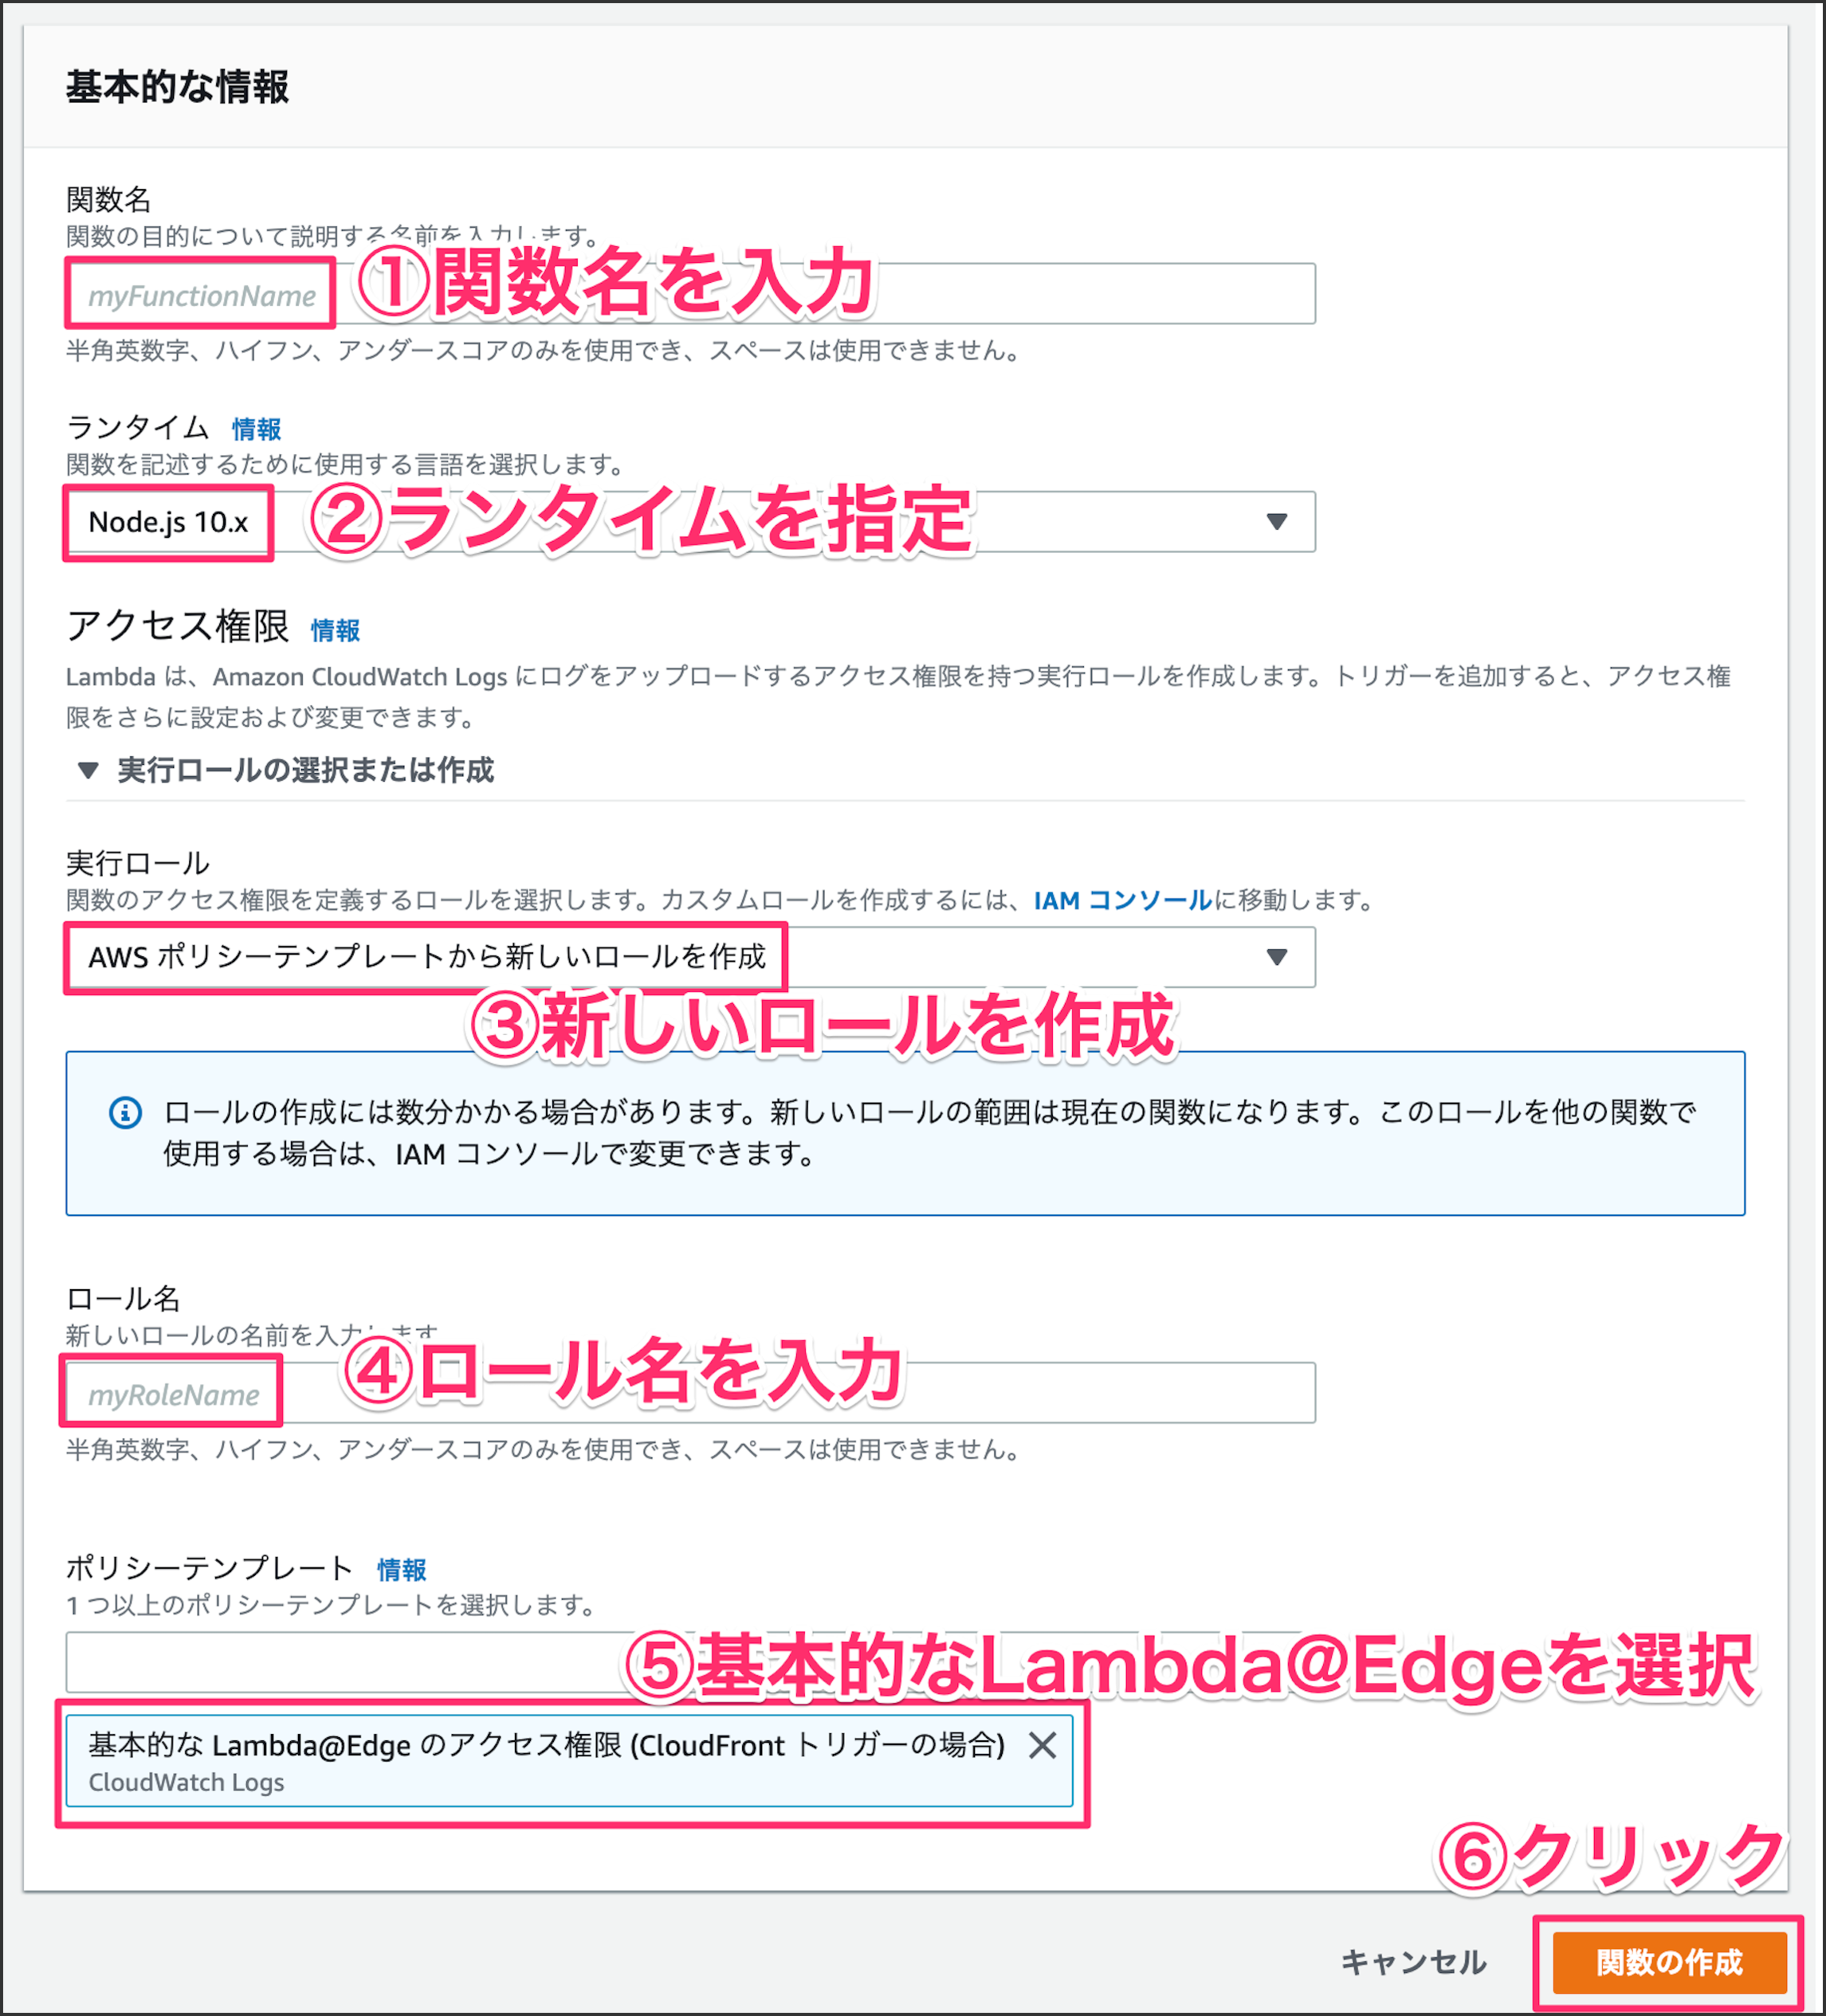 基本的な情報
関数名
関数の目的について説明する名前を入力します。
myFunctionName
①関数名を入力
半角英数字、ハイフン、アンダースコアのみを使用でき、スペースは使用できません。
ランタイム 情報
関数を記述するために使用する言語を選択します。
Node.js 10.x
②ランタイムを指定
アクセス権限 情報
Lambda は、Amazon CloudWatch Logs にログをアップロードするアクセス権限を持つ実行ロールを作成します。トリガーを追加すると、アクセス権
限をさらに設定および変更できます。
▼ 実行ロールの選択または作成
実行ロール
関数のアクセス権限を定義するロールを選択します。カスタムロールを作成するには、IAM コンソールに移動します。
AWS ポリシーテンプレートから新しいロールを作成
③新しいロールを作成
ロールの作成には数分かかる場合があります。新しいロールの範囲は現在の関数になります。このロールを他の関数で
使用する場合は、IAM コンソールで変更できます。
ロール名
新しいロールの名前を入力します
myRoleName
④ロール名を入力
半角英数字、ハイフン、アンダースコアのみを使用でき、スペースは使用できません。
ポリシーテンプレート 情報
1 つ以上のポリシーテンプレートを選択します。
⑤基本的なLambda@Edgeを選択
基本的な Lambda@Edge のアクセス権限 (CloudFront トリガーの場合)
CloudWatch Logs
⑥クリック
キャンセル
関数の作成